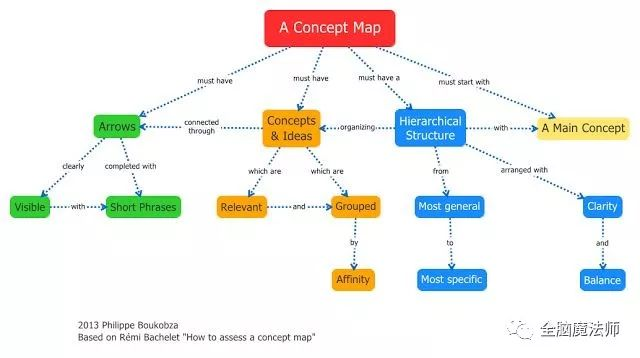 A Concept Map
must have
must have
must have a
must start with
Arrows
connected
through
Concepts
& Ideas
organizing
Hierarchical
Structure
with
A Main Concept
clearly
completed with
which are
which are
from
arranged with
Visible
with
Short Phrases
Relevant
and
Grouped
Most general
Clarity
by
to
and
Affinity
Most specific
Balance
2013 Philippe Boukobza
Based on Rémi Bachelet "How to assess a concept map"
全脑魔法师